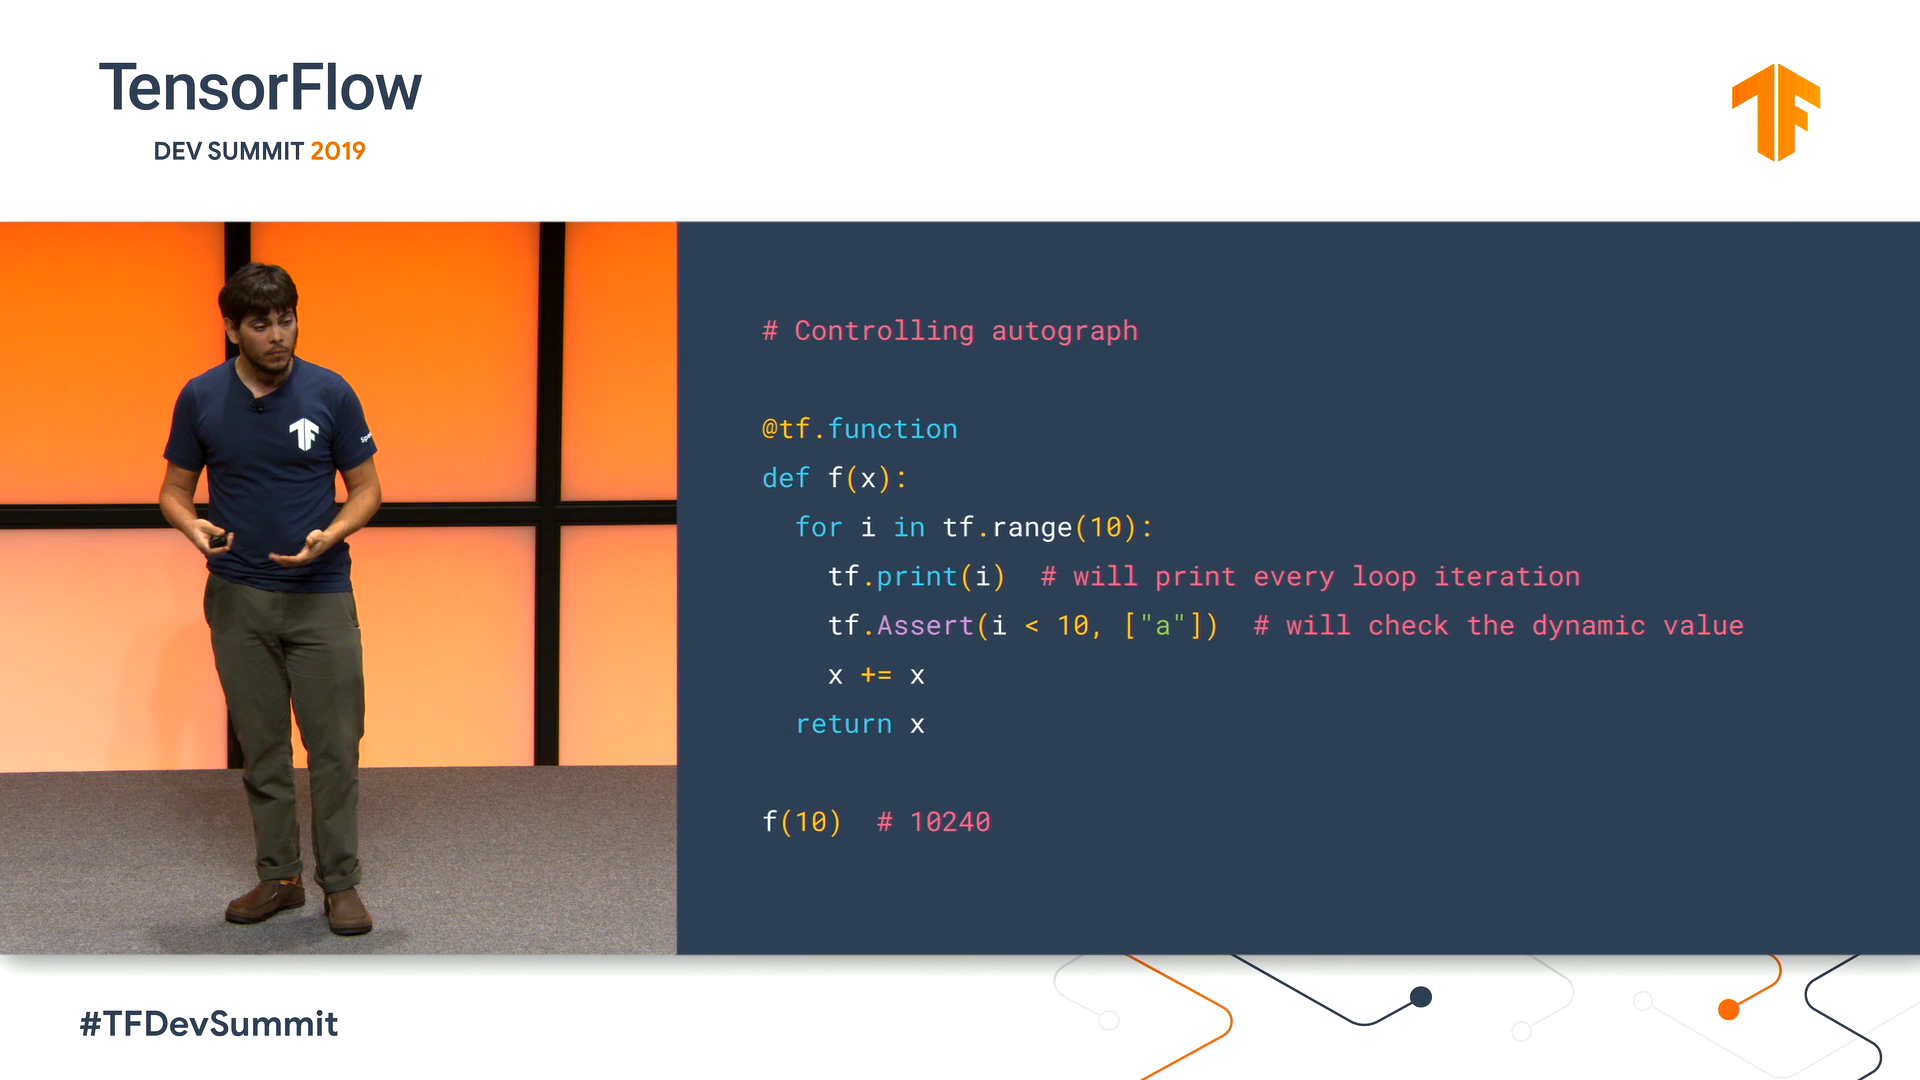 TensorFlow
DEV SUMMIT 2019
# Controlling autograph
@tf.function
def f(x):
  for i in tf.range(10):
    tf.print(i)  # will print every loop iteration
    tf.Assert(i < 10, ["a"])  # will check the dynamic value
    x += x
  return x
f(10)  # 10240
#TFDevSummit